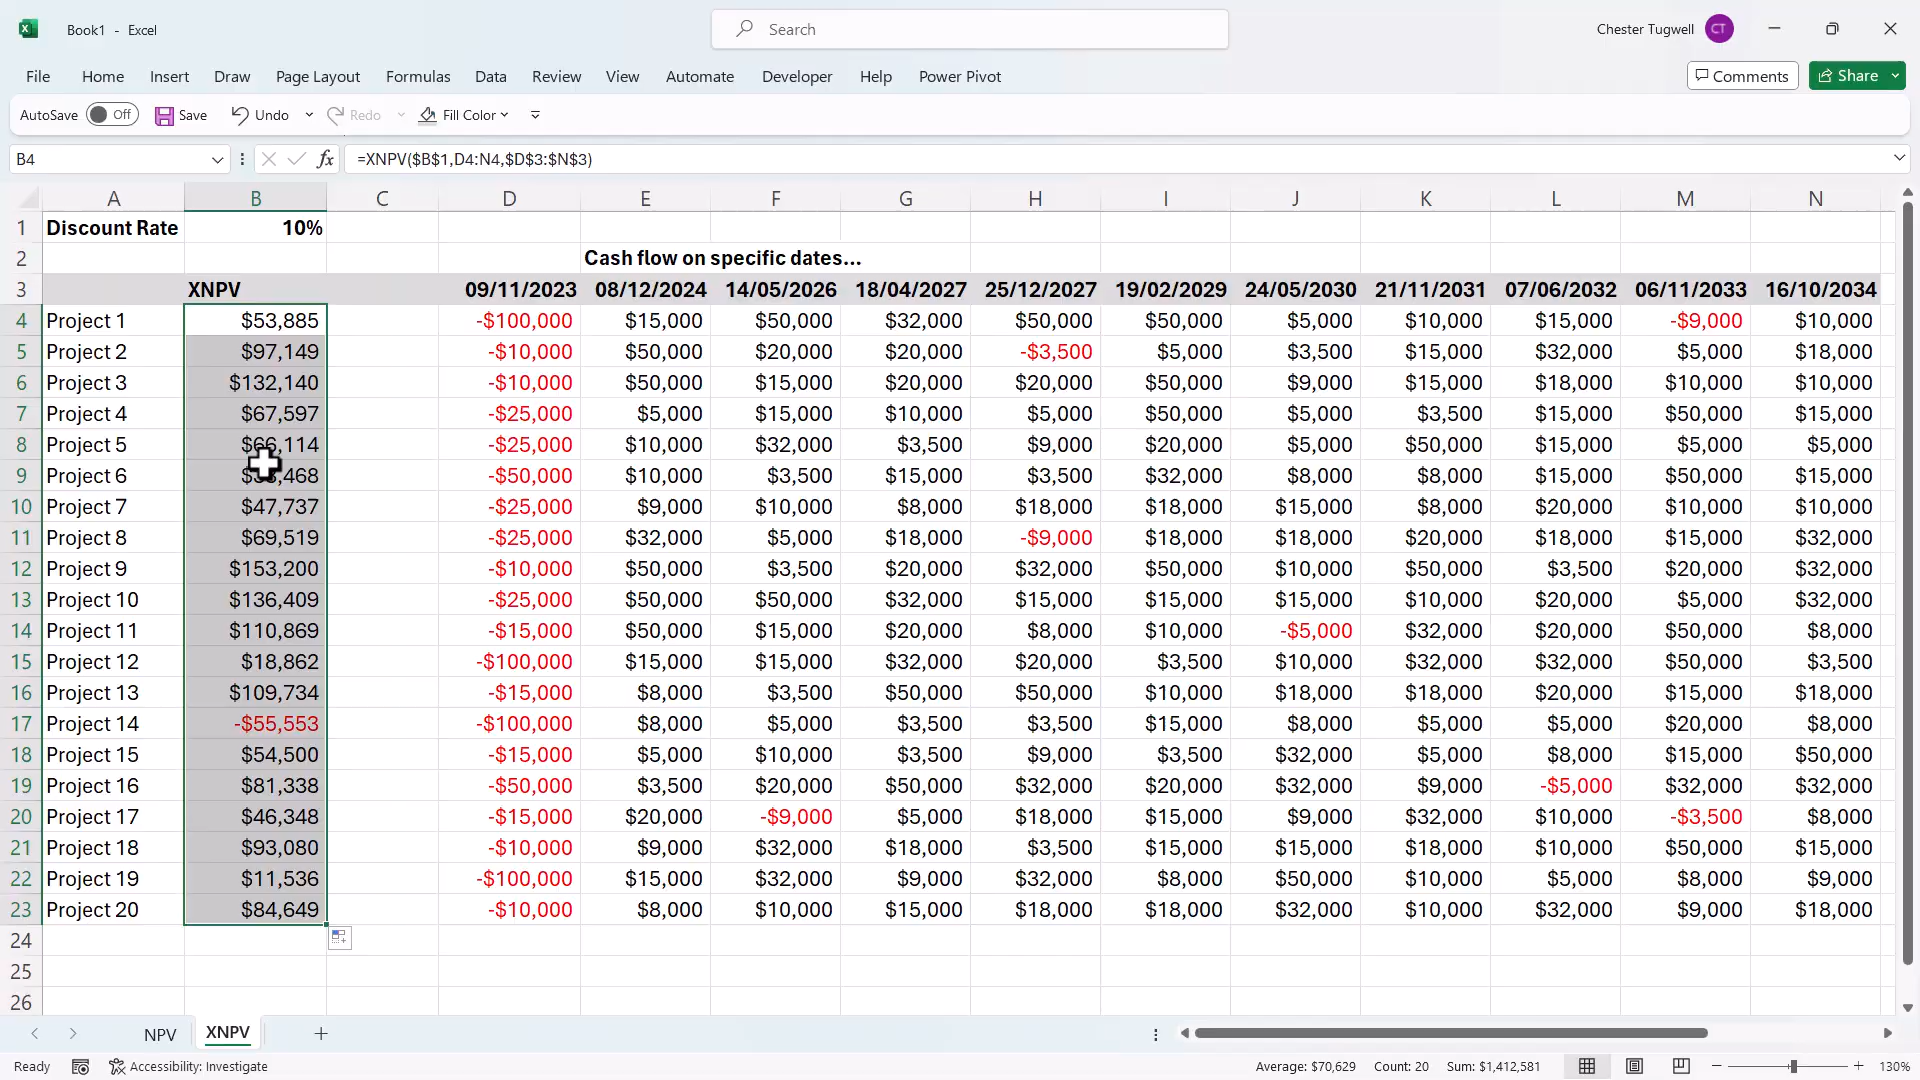 Book1 - Excel
Search
Chester Tugwell CT
File Home Insert Draw Page Layout Formulas Data Review View Automate Developer Help Power Pivot Comments Share
AutoSave Off Save Undo Redo Fill Color
B4 fx =XNPV($B$1,D4:N4,$D$3:$N$3)
A B C D E F G H I J K L M N
1 Discount Rate 10%
2 Cash flow on specific dates...
3 XNPV 09/11/2023 08/12/2024 14/05/2026 18/04/2027 25/12/2027 19/02/2029 24/05/2030 21/11/2031 07/06/2032 06/11/2033 16/10/2034
4 Project 1 $53,885 -$100,000 $15,000 $50,000 $32,000 $50,000 $50,000 $5,000 $10,000 $15,000 -$9,000 $10,000
5 Project 2 $97,149 -$10,000 $50,000 $20,000 $20,000 -$3,500 $5,000 $3,500 $15,000 $32,000 $5,000 $18,000
6 Project 3 $132,140 -$10,000 $50,000 $15,000 $20,000 $20,000 $50,000 $9,000 $15,000 $18,000 $10,000 $10,000
7 Project 4 $67,597 -$25,000 $5,000 $15,000 $10,000 $5,000 $50,000 $5,000 $3,500 $15,000 $50,000 $15,000
8 Project 5 $66,114 -$25,000 $10,000 $32,000 $3,500 $9,000 $20,000 $5,000 $50,000 $15,000 $5,000 $5,000
9 Project 6 -$50,000 $10,000 $3,500 $15,000 $3,500 $32,000 $8,000 $8,000 $15,000 $50,000 $15,000
10 Project 7 $47,737 -$25,000 $9,000 $10,000 $8,000 $18,000 $18,000 $15,000 $8,000 $20,000 $10,000 $10,000
11 Project 8 $69,519 -$25,000 $32,000 $5,000 $18,000 -$9,000 $18,000 $18,000 $20,000 $18,000 $15,000 $32,000
12 Project 9 $153,200 -$10,000 $50,000 $3,500 $20,000 $32,000 $50,000 $10,000 $50,000 $3,500 $20,000 $32,000
13 Project 10 $136,409 -$25,000 $50,000 $50,000 $32,000 $15,000 $15,000 $15,000 $10,000 $20,000 $5,000 $32,000
14 Project 11 $110,869 -$15,000 $50,000 $15,000 $20,000 $8,000 $10,000 -$5,000 $32,000 $20,000 $50,000 $8,000
15 Project 12 $18,862 -$100,000 $15,000 $15,000 $32,000 $20,000 $3,500 $10,000 $32,000 $32,000 $50,000 $3,500
16 Project 13 $109,734 -$15,000 $8,000 $3,500 $50,000 $50,000 $10,000 $18,000 $18,000 $20,000 $15,000 $18,000
17 Project 14 -$55,553 -$100,000 $8,000 $5,000 $3,500 $3,500 $15,000 $8,000 $5,000 $5,000 $20,000 $8,000
18 Project 15 $54,500 -$15,000 $5,000 $10,000 $3,500 $9,000 $3,500 $32,000 $5,000 $8,000 $15,000 $50,000
19 Project 16 $81,338 -$50,000 $3,500 $20,000 $50,000 $32,000 $20,000 $32,000 $9,000 -$5,000 $32,000 $32,000
20 Project 17 $46,348 -$15,000 $20,000 -$9,000 $5,000 $18,000 $15,000 $9,000 $32,000 $10,000 -$3,500 $8,000
21 Project 18 $93,080 -$10,000 $9,000 $32,000 $18,000 $3,500 $15,000 $15,000 $18,000 $10,000 $50,000 $15,000
22 Project 19 $11,536 -$100,000 $15,000 $32,000 $9,000 $32,000 $8,000 $50,000 $10,000 $5,000 $8,000 $9,000
23 Project 20 $84,649 -$10,000 $8,000 $10,000 $15,000 $18,000 $18,000 $32,000 $10,000 $32,000 $9,000 $18,000
24
25
26
NPV XNPV
Ready Accessibility: Investigate Average: $70,629 Count: 20 Sum: $1,412,581 130%